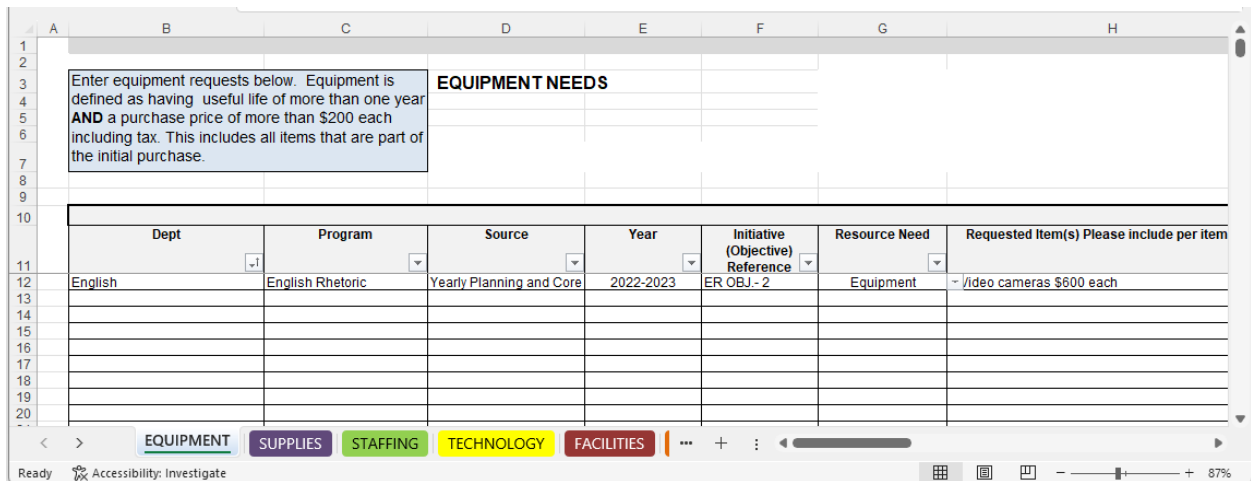 A B C D E F G H
1
2
3 Enter equipment requests below. Equipment is EQUIPMENT NEEDS
4 defined as having useful life of more than one year
5 AND a purchase price of more than $200 each
6 including tax. This includes all items that are part of
7 the initial purchase.
8
9
10
Dept Program Source Year Initiative Resource Need Requested Item(s) Please include per item
(Objective)
11 Reference
12 English English Rhetoric Yearly Planning and Core 2022-2023 ER OBJ.- 2 Equipment /ideo cameras $600 each
13
14
15
16
17
18
19
20
EQUIPMENT SUPPLIES STAFFING TECHNOLOGY FACILITIES ... +
Ready Accessibility: Investigate - + 87%